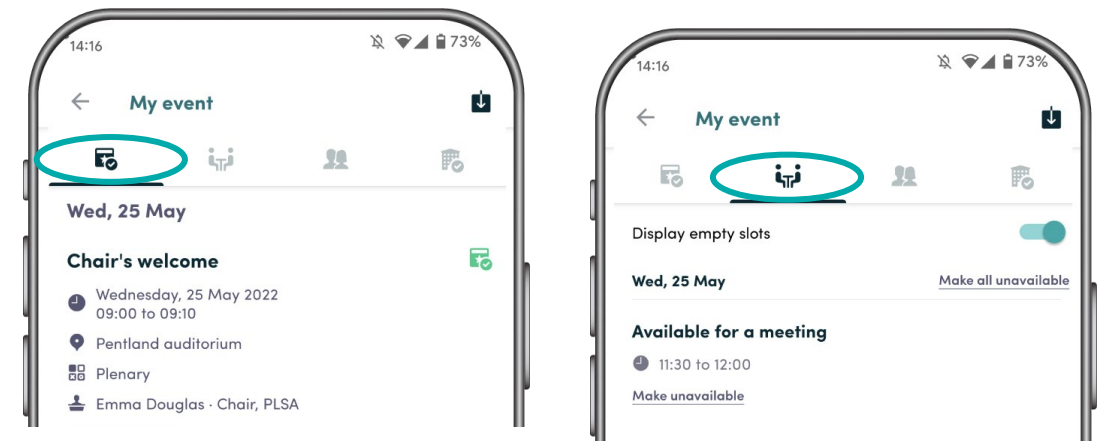 14:16
73%
My event
Wed, 25 May
Chair's welcome
Wednesday, 25 May 2022
09:00 to 09:10
Pentland auditorium
Plenary
Emma Douglas · Chair, PLSA
14:16
73%
My event
Display empty slots
Wed, 25 May
Make all unavailable
Available for a meeting
11:30 to 12:00
Make unavailable